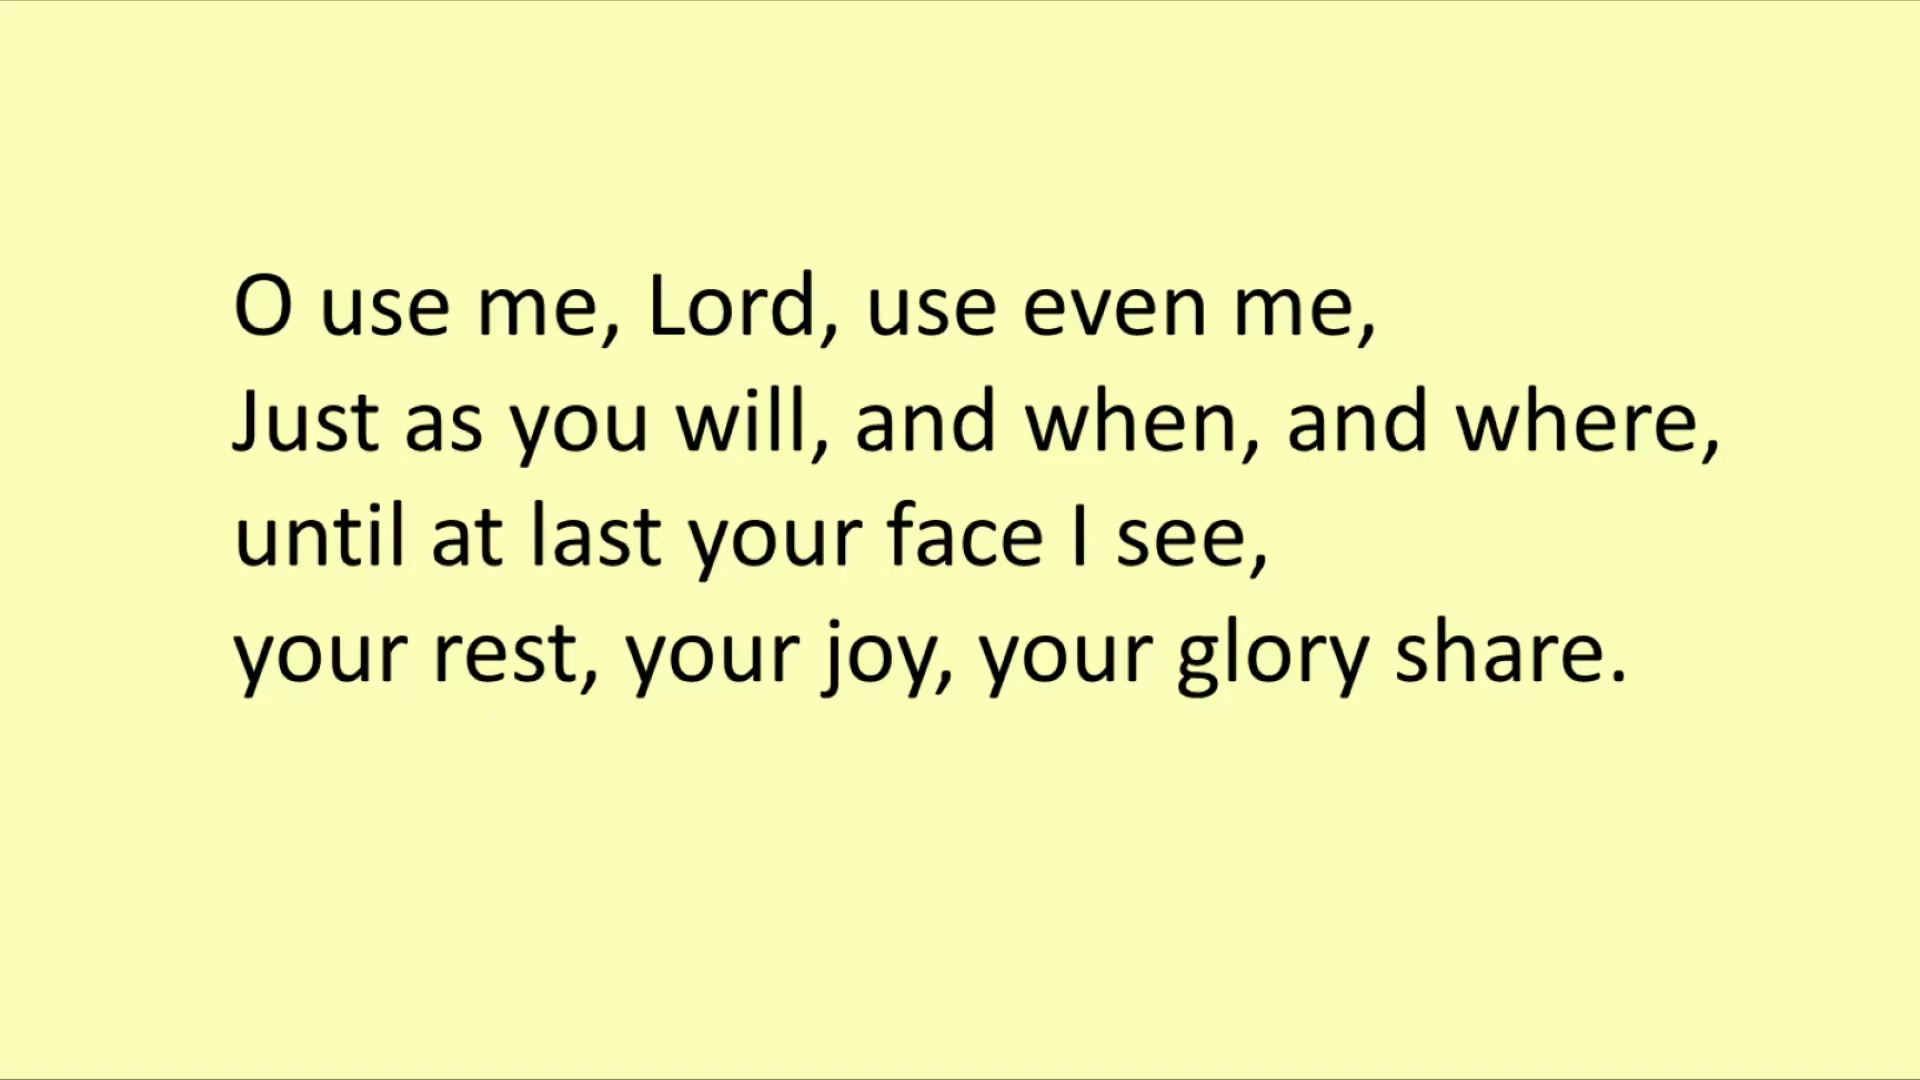 O use me, Lord, use even me,
Just as you will, and when, and where,
until at last your face I see,
your rest, your joy, your glory share.